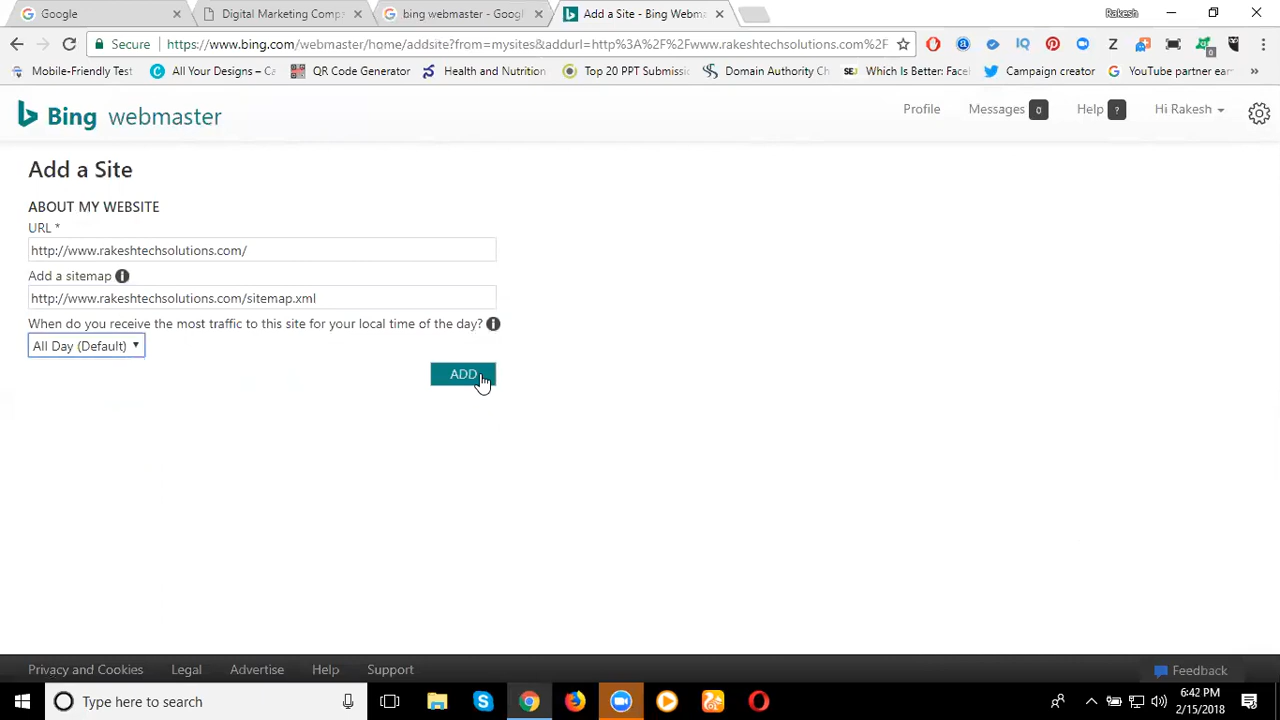 Google
Digital Marketing Comp
bing webmaster - Goog
Add a Site - Bing Webma
Rakesh
Secure
https://www.bing.com/webmaster/home/addsite?from=mysites&addurl=http%3A%2F%2Fwww.rakeshtechsolutions.com%2F
Mobile-Friendly Test
All Your Designs – Ca
QR Code Generator
Health and Nutrition
Top 20 PPT Submissi
Domain Authority Ch
SEJ Which Is Better: Facel
Campaign creator
YouTube partner earn
Bing webmaster
Profile
Messages 0
Help ?
Hi Rakesh
Add a Site
ABOUT MY WEBSITE
URL *
http://www.rakeshtechsolutions.com/
Add a sitemap
http://www.rakeshtechsolutions.com/sitemap.xml
When do you receive the most traffic to this site for your local time of the day?
All Day (Default)
ADD
Privacy and Cookies
Legal
Advertise
Help
Support
Feedback
Type here to search
6:42 PM
2/15/2018